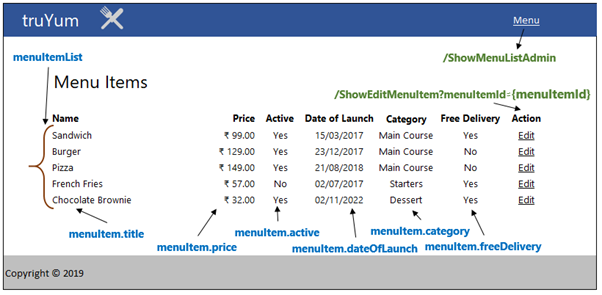 truYum Menu
menuItemList
/ShowMenuListAdmin
Menu Items
/ShowEditMenuItem?menuItemId={menuItemId}
Name Price Active Date of Launch Category Free Delivery Action
Sandwich ₹ 99.00 Yes 15/03/2017 Main Course Yes Edit
Burger ₹ 129.00 Yes 23/12/2017 Main Course No Edit
Pizza ₹ 149.00 Yes 21/08/2018 Main Course No Edit
French Fries ₹ 57.00 No 02/07/2017 Starters Yes Edit
Chocolate Brownie ₹ 32.00 Yes 02/11/2022 Dessert Yes Edit
menuItem.title menuItem.active menuItem.category
menuItem.price menuItem.dateOfLaunch menuItem.freeDelivery
Copyright © 2019